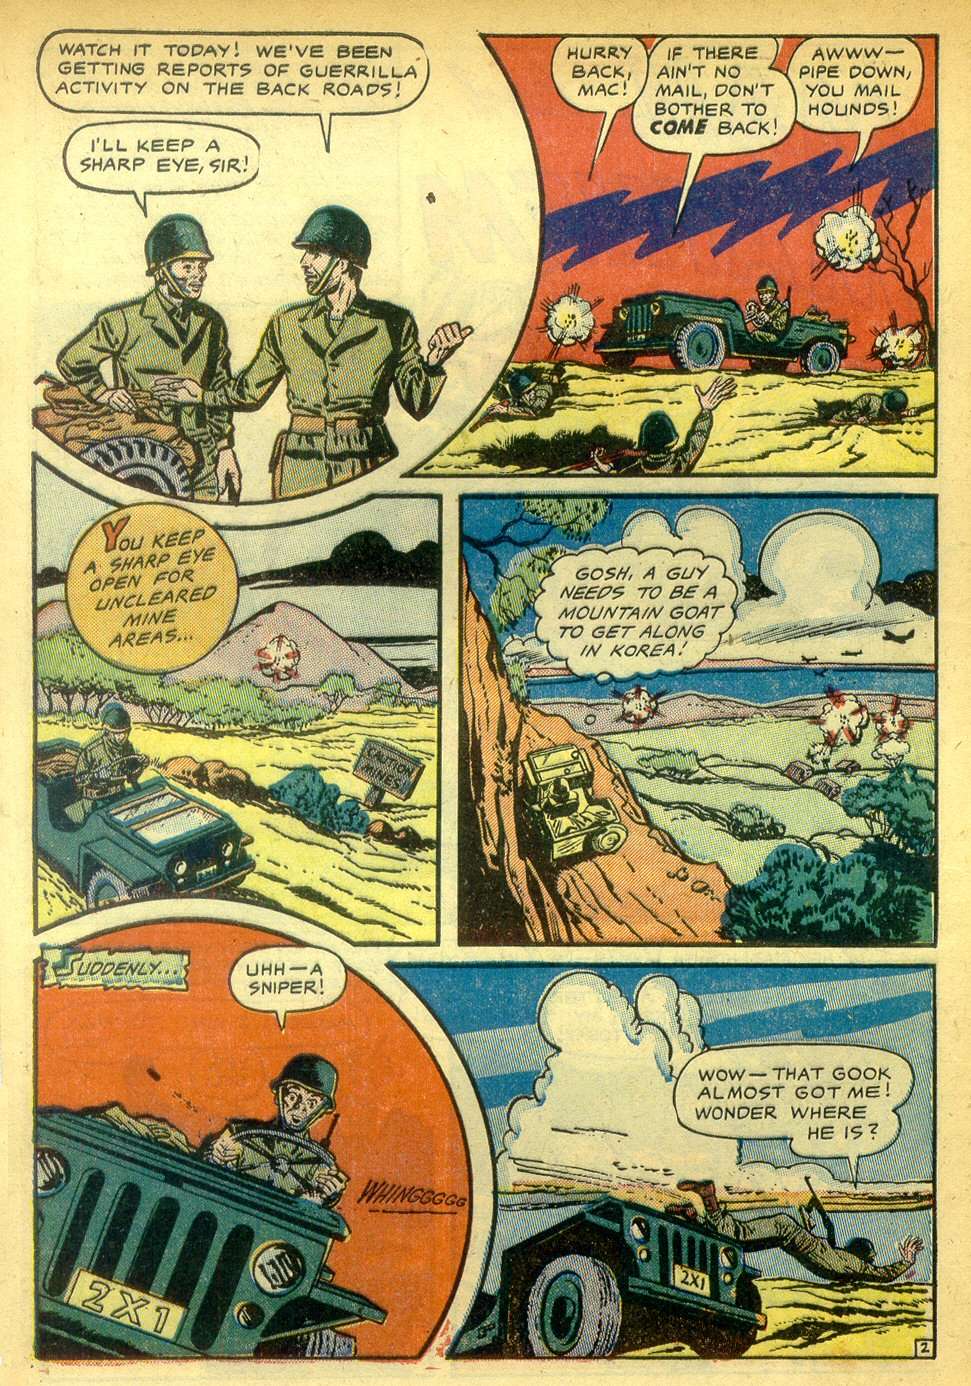 WATCH IT TODAY! WE'VE BEEN
GETTING REPORTS OF GUERRILLA
ACTIVITY ON THE BACK ROADS!
I'LL KEEP A
SHARP EYE, SIR!
HURRY
BACK,
MAC!
IF THERE
AIN'T NO
MAIL, DON'T
BOTHER TO
COME BACK!
AWWW—
PIPE DOWN,
YOU MAIL
HOUNDS!
YOU KEEP
A SHARP EYE
OPEN FOR
UNCLEARED
MINE
AREAS...
CAUTION
MINES
GOSH, A GUY
NEEDS TO BE A
MOUNTAIN GOAT
TO GET ALONG
IN KOREA!
SUDDENLY...
UHH—A
SNIPER!
WHINGGGGGG
2X1
WOW—THAT GOOK
ALMOST GOT ME!
WONDER WHERE
HE IS?
2X1
2